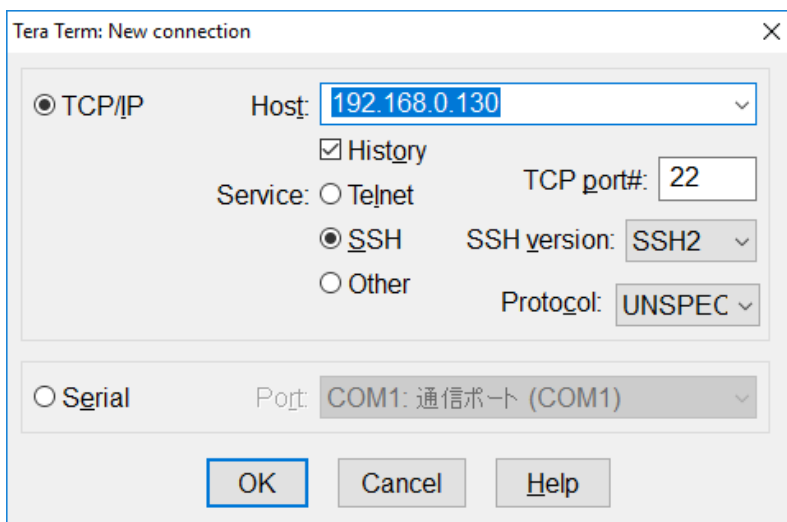 Tera Term: New connection
TCP/IP
Host: 192.168.0.130
History
Service: Telnet
TCP port#: 22
SSH
SSH version: SSH2
Other
Protocol: UNSPEC
Serial
Port: COM1: 通信ポート (COM1)
OK
Cancel
Help